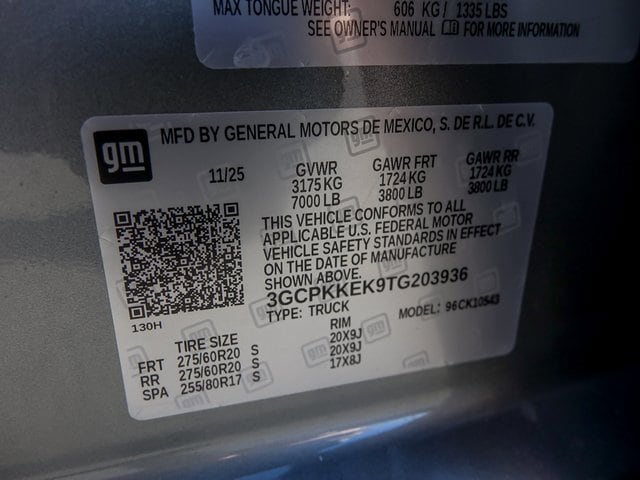 MAX TONGUE WEIGHT: 606 KG / 1335 LBS
SEE OWNER'S MANUAL FOR MORE INFORMATION
gm
MFD BY GENERAL MOTORS DE MEXICO, S. DE R.L. DE C.V.
11/25 GVWR GAWR FRT GAWR RR
3175 KG 1724 KG 1724 KG
7000 LB 3800 LB 3800 LB
THIS VEHICLE CONFORMS TO ALL
APPLICABLE U.S. FEDERAL MOTOR
VEHICLE SAFETY STANDARDS IN EFFECT
ON THE DATE OF MANUFACTURE
SHOWN ABOVE.
3GCPKKEK9TG203936
TYPE: TRUCK MODEL: 96CK10543
130H
TIRE SIZE RIM
FRT 275/60R20 S 20X9J
RR 275/60R20 S 20X9J
SPA 255/80R17 S 17X8J